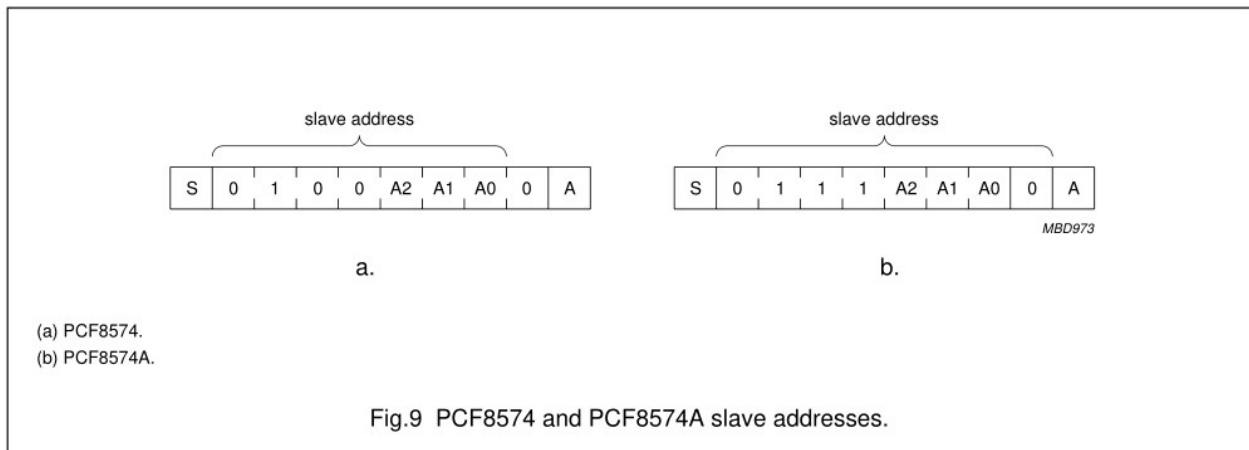 slave address
slave address
S 0 1 0 0 A2 A1 A0 0 A
S 0 1 1 1 A2 A1 A0 0 A
MBD973
a.
b.
(a) PCF8574.
(b) PCF8574A.
Fig.9 PCF8574 and PCF8574A slave addresses.